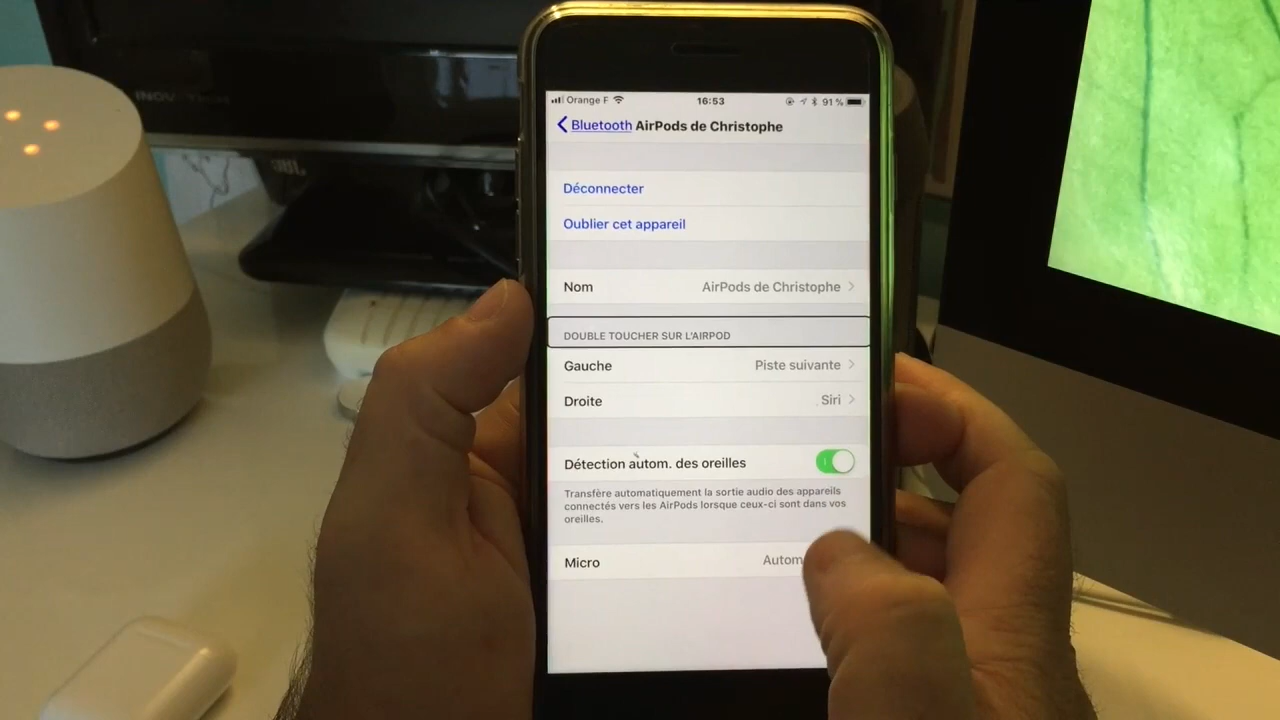 Orange F 16:53 91 %
Bluetooth AirPods de Christophe
Déconnecter
Oublier cet appareil
Nom AirPods de Christophe
DOUBLE TOUCHER SUR L'AIRPOD
Gauche Piste suivante
Droite Siri
Détection autom. des oreilles
Transfère automatiquement la sortie audio des appareils
connectés vers les AirPods lorsque ceux-ci sont dans vos
oreilles.
Micro Autom
JBL